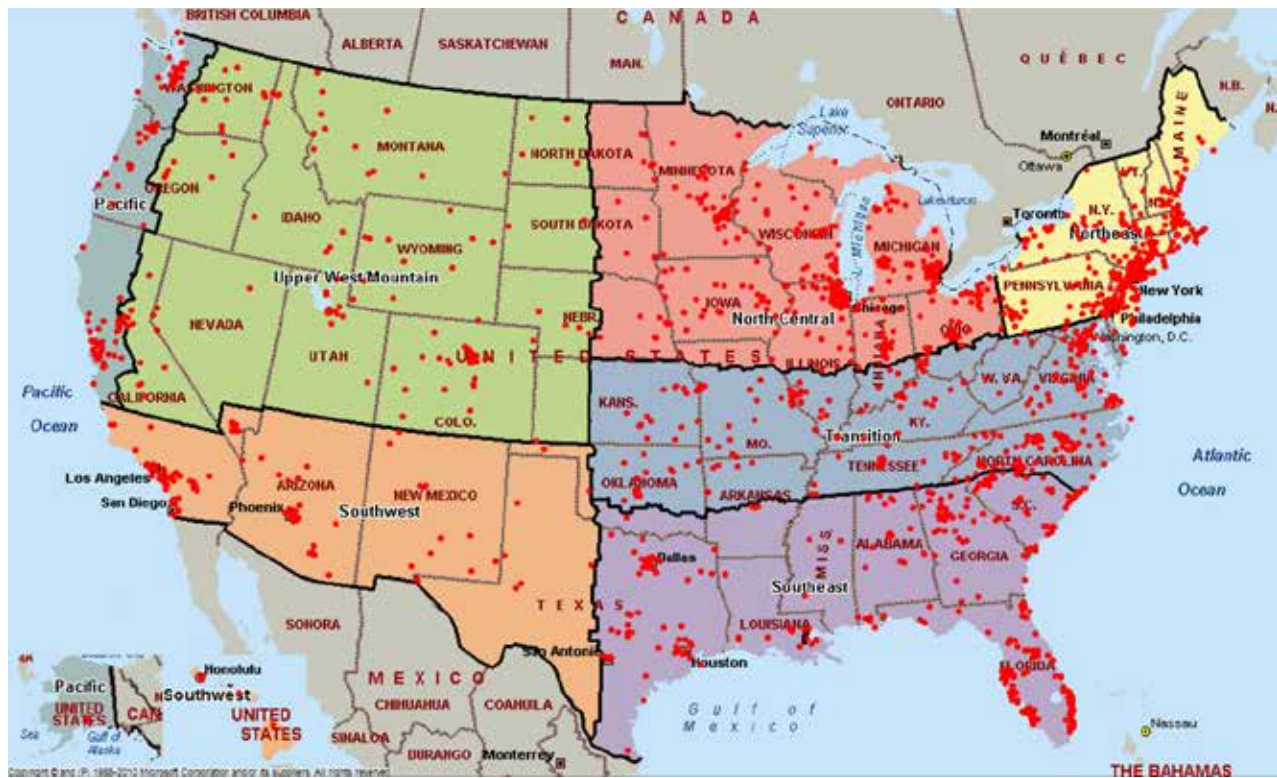 BRITISH COLUMBIA
CANADA
ALBERTA
SASKATCHEWAN
MAN.
QUÉBEC
N.B.
ONTARIO
WASHINGTON
MONTANA
NORTH DAKOTA
MINNESOTA
Lake
Superior
Montréal
Ottawa
MAINE
OREGON
Pacific
IDAHO
SOUTH DAKOTA
WISCONSIN
L. Michigan
MICHIGAN
Lake Huron
Toronto
N.Y.
VT.
Northeast
WYOMING
Upper West Mountain
NEVADA
UTAH
NEBR.
IOWA
North Central
Chicago
PENNSYLVANIA
New York
Philadelphia
Washington, D.C.
UNITED STATES
ILLINOIS
INDIANA
OHIO
W. VA.
VIRGINIA
Pacific
Ocean
CALIFORNIA
COLO.
KANS.
MO.
Transition
KY.
Los Angeles
San Diego
ARIZONA
Phoenix
NEW MEXICO
Southwest
OKLAHOMA
ARKANSAS
TENNESSEE
NORTH CAROLINA
Atlantic
Ocean
S.C.
Dallas
MISS
ALABAMA
GEORGIA
Southeast
TEXAS
LOUISIANA
SONORA
San Antonio
Houston
FLORIDA
MEXICO
CHIHUAHUA
COAHUILA
SINALOA
DURANGO
Monterrey
Gulf of
Mexico
Nassau
THE BAHAMAS
Pacific
UNITED
STATES
CAN
Sea
Gulf of
Alaska
Honolulu
Southwest
UNITED
STATES